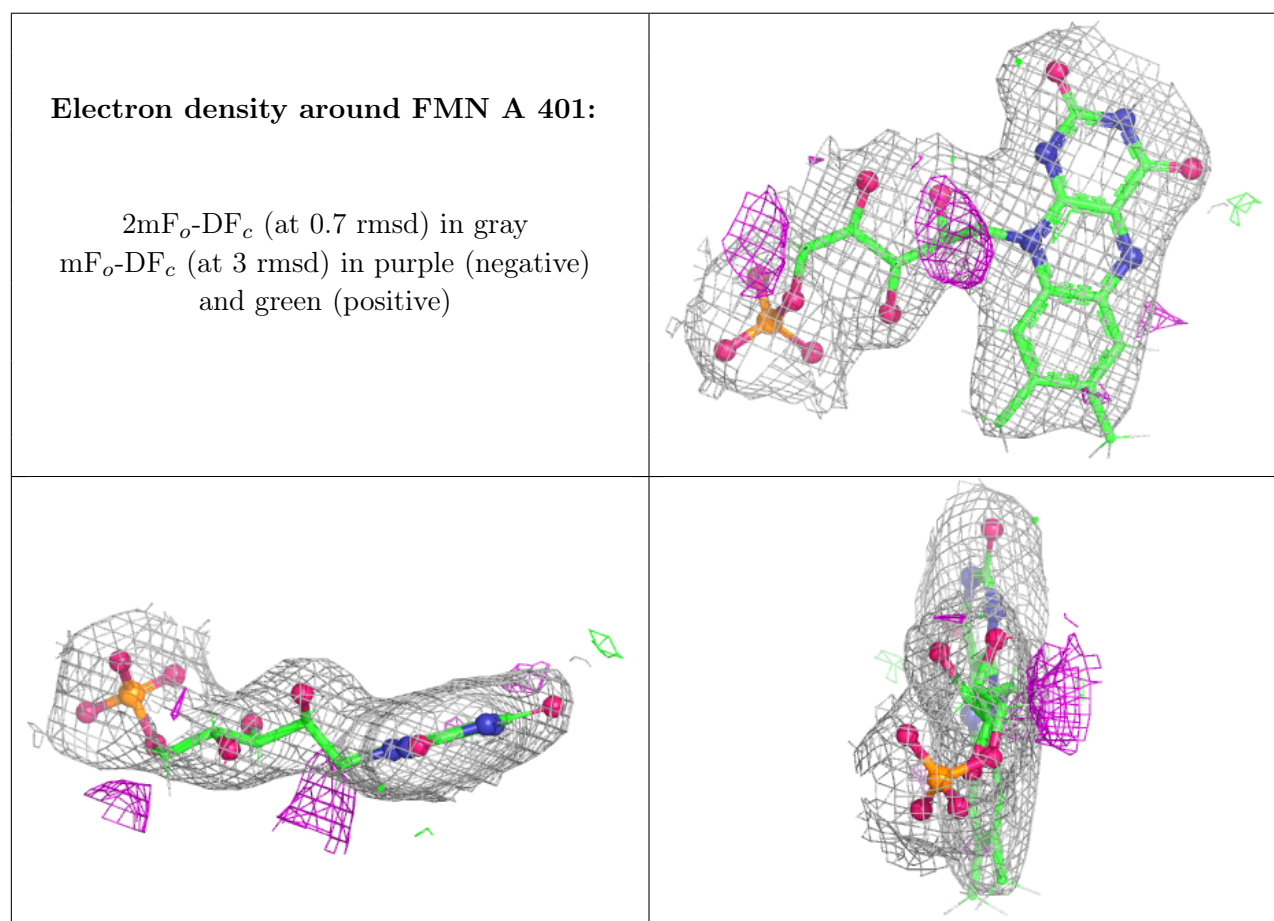 Electron density around FMN A 401:
2mFo-DFc (at 0.7 rmsd) in gray
mFo-DFc (at 3 rmsd) in purple (negative)
and green (positive)